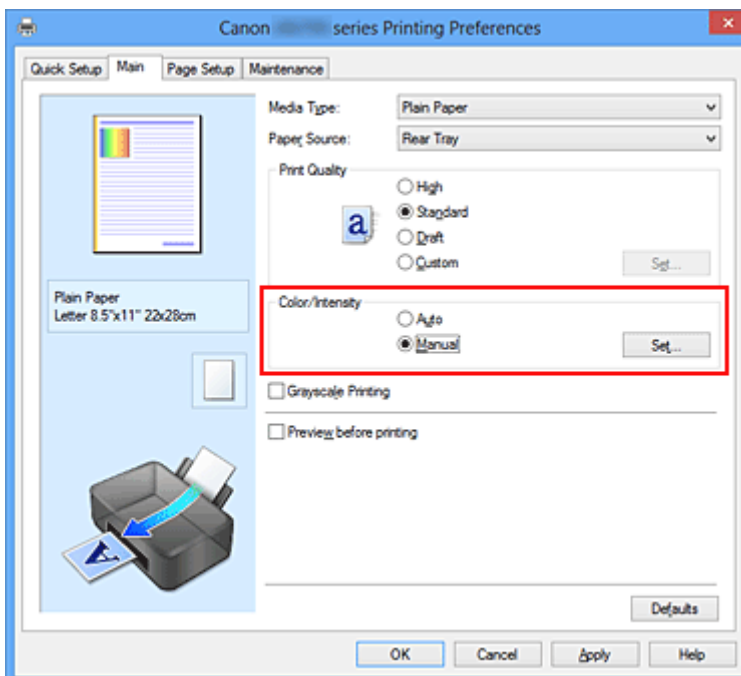 Canon series Printing Preferences
Quick Setup Main Page Setup Maintenance
Media Type: Plain Paper
Paper Source: Rear Tray
Print Quality
High
Standard
Draft
Custom
Set...
Plain Paper
Letter 8.5"x11" 22x28cm
Color/Intensity
Auto
Manual
Set...
Grayscale Printing
Preview before printing
Defaults
OK Cancel Apply Help